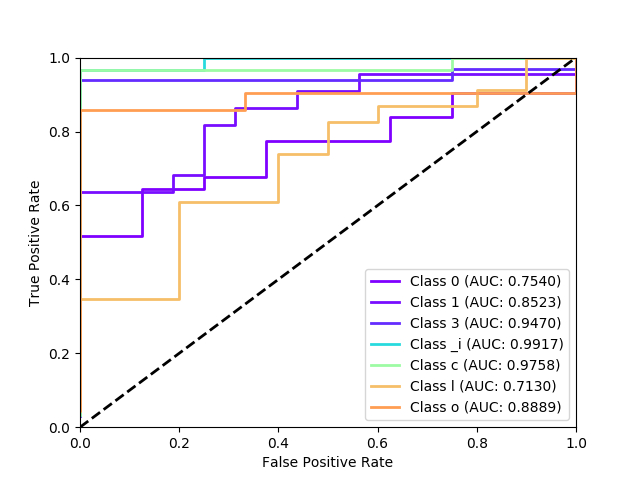 1.0
0.8
0.6
0.4
0.2
0.0
True Positive Rate
Class 0 (AUC: 0.7540)
Class 1 (AUC: 0.8523)
Class 3 (AUC: 0.9470)
Class _i (AUC: 0.9917)
Class c (AUC: 0.9758)
Class l (AUC: 0.7130)
Class o (AUC: 0.8889)
0.0 0.2 0.4 0.6 0.8 1.0
False Positive Rate